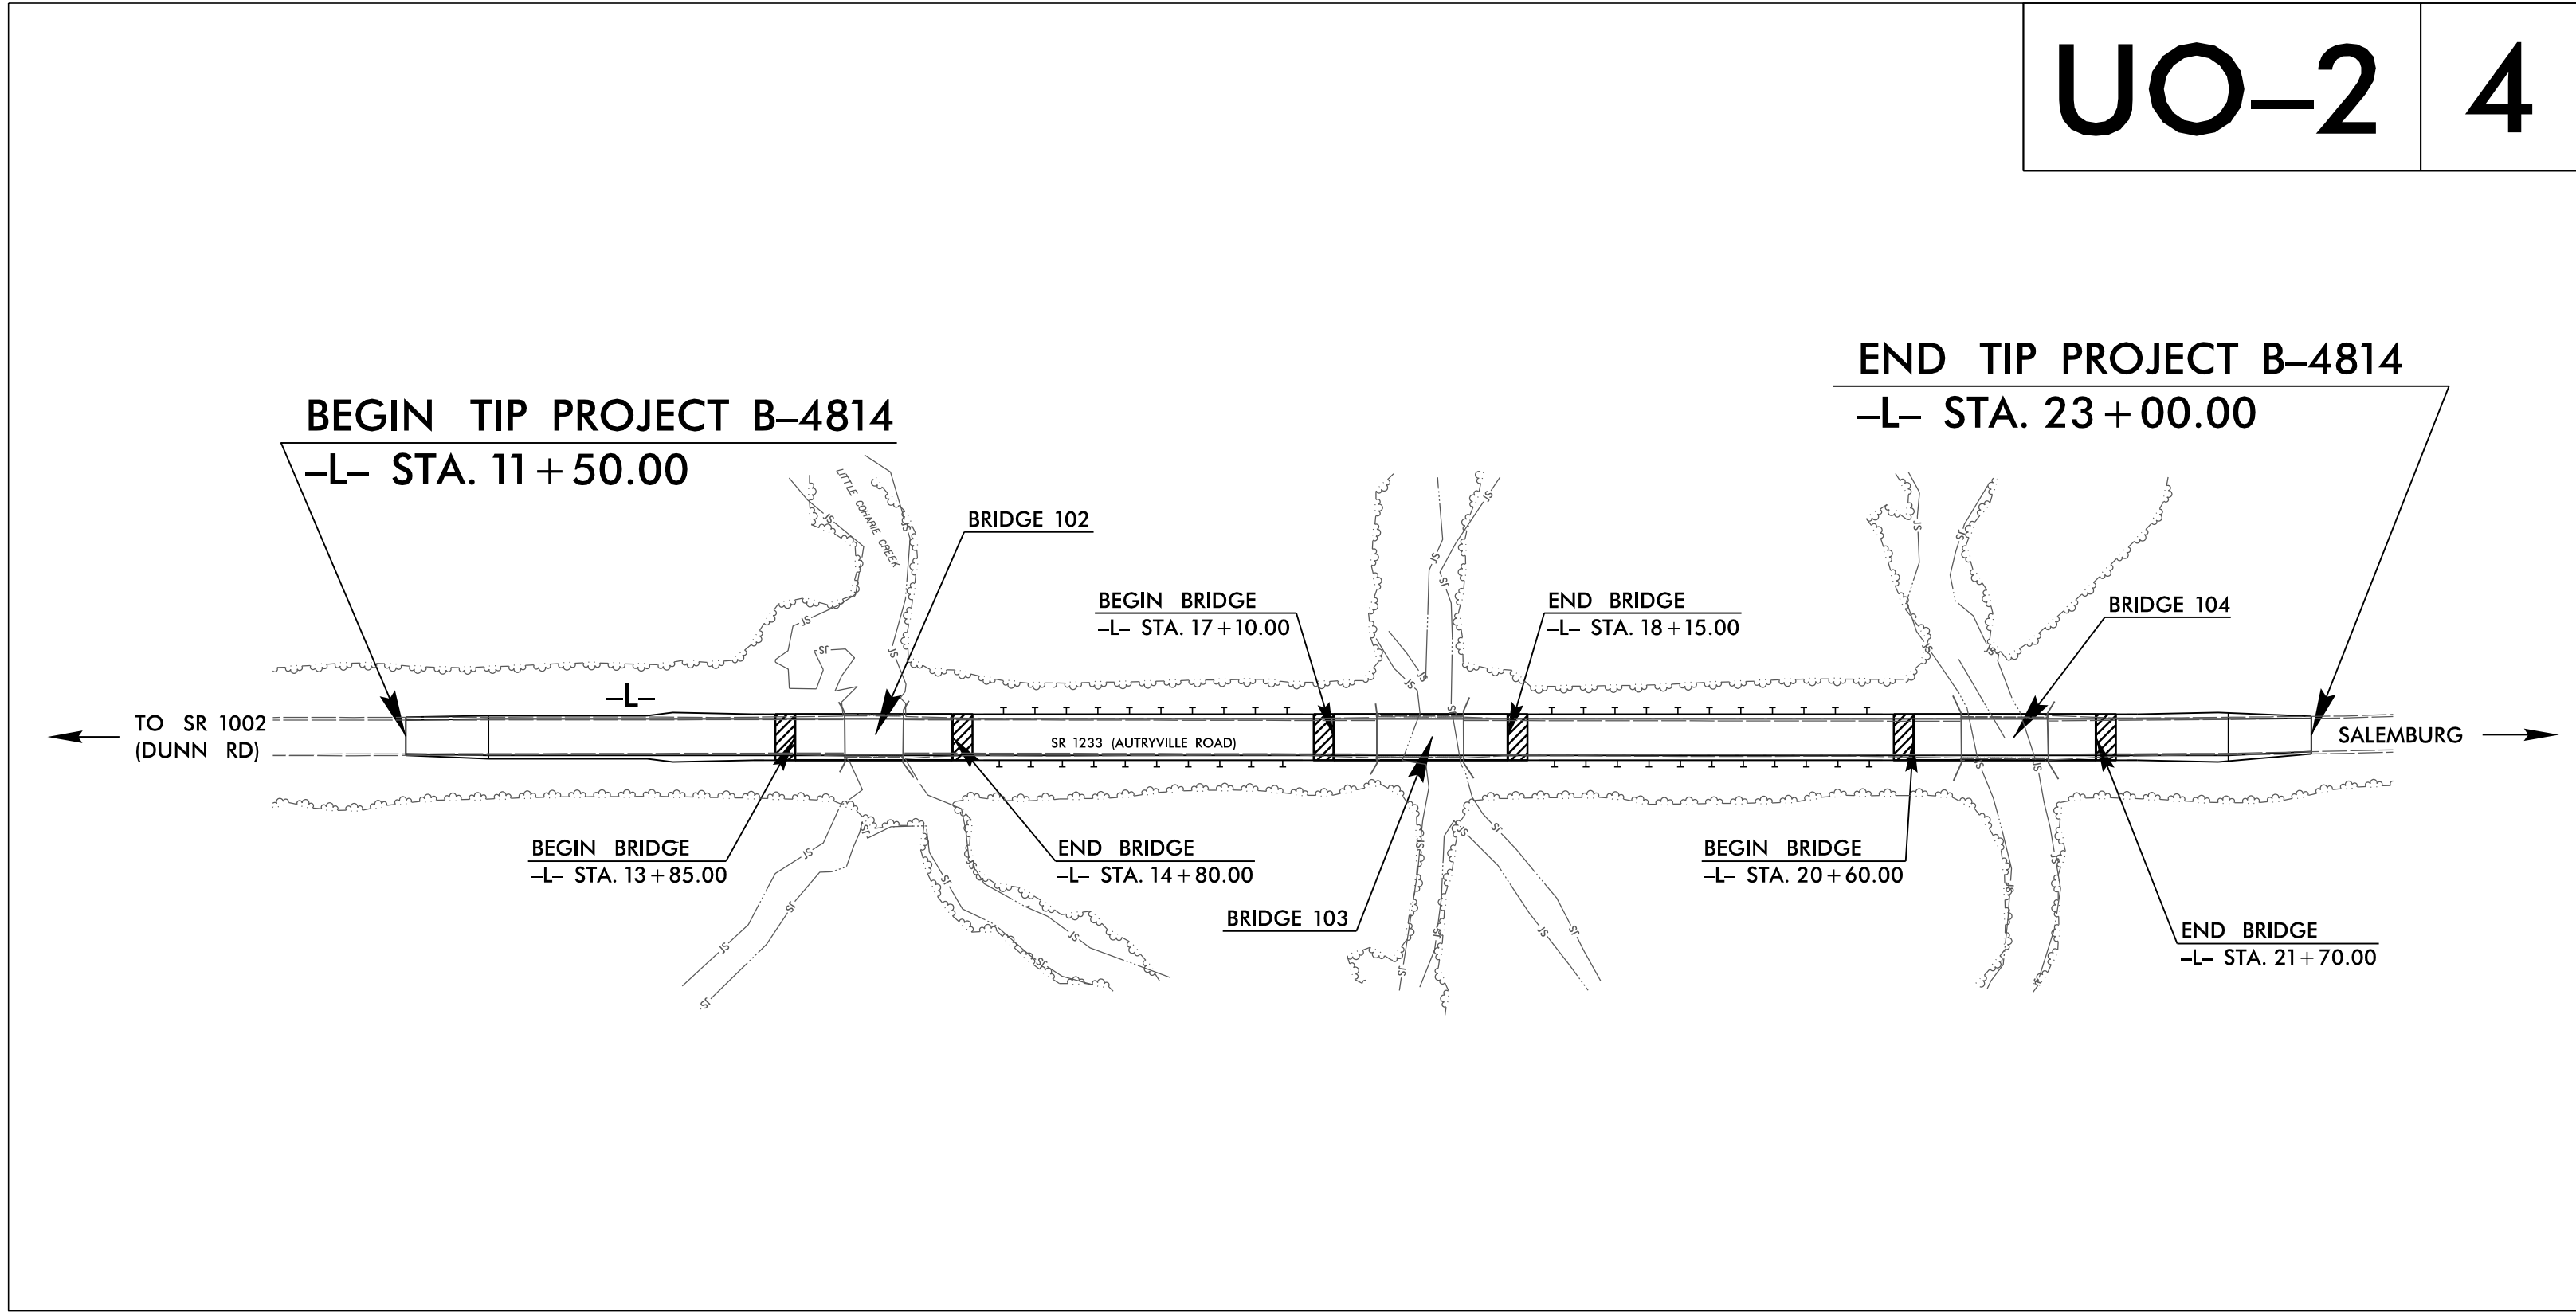 UO–2 4
END TIP PROJECT B–4814
–L– STA. 23+00.00
BEGIN TIP PROJECT B–4814
–L– STA. 11+50.00
LITTLE COHARIE CREEK
BRIDGE 102
BEGIN BRIDGE
–L– STA. 17+10.00
END BRIDGE
–L– STA. 18+15.00
BRIDGE 104
–L–
TO SR 1002
(DUNN RD)
SR 1233 (AUTRYVILLE ROAD)
SALEMBURG
BEGIN BRIDGE
–L– STA. 13+85.00
END BRIDGE
–L– STA. 14+80.00
BEGIN BRIDGE
–L– STA. 20+60.00
BRIDGE 103
END BRIDGE
–L– STA. 21+70.00